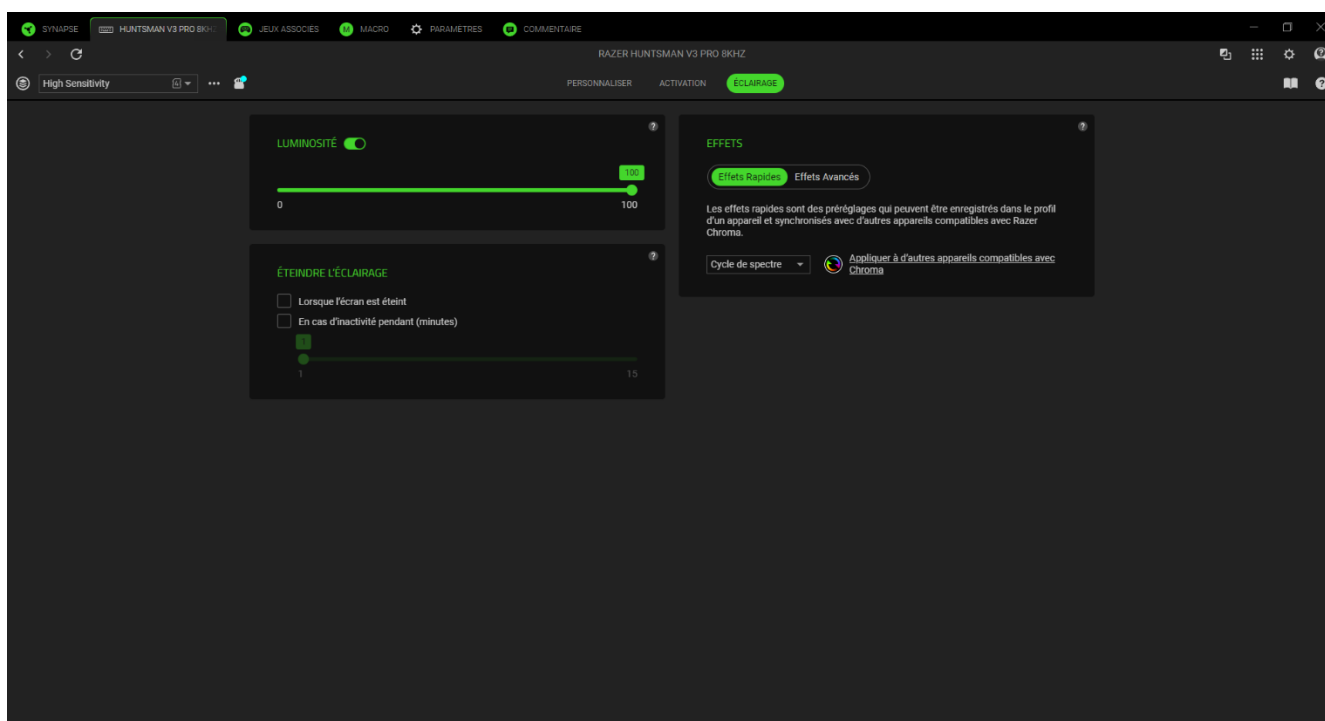 SYNAPSE
HUNTSMAN V3 PRO 8KHZ
JEUX ASSOCIÉS
MACRO
PARAMÈTRES
COMMENTAIRE
RAZER HUNTSMAN V3 PRO 8KHZ
High Sensitivity
PERSONNALISER
ACTIVATION
ÉCLAIRAGE
LUMINOSITÉ
100
0
100
ÉTEINDRE L'ÉCLAIRAGE
Lorsque l'écran est éteint
En cas d'inactivité pendant (minutes)
1
1
15
EFFETS
Effets Rapides
Effets Avancés
Les effets rapides sont des préréglages qui peuvent être enregistrés dans le profil
d'un appareil et synchronisés avec d'autres appareils compatibles avec Razer
Chroma.
Cycle de spectre
Appliquer à d'autres appareils compatibles avec
Chroma